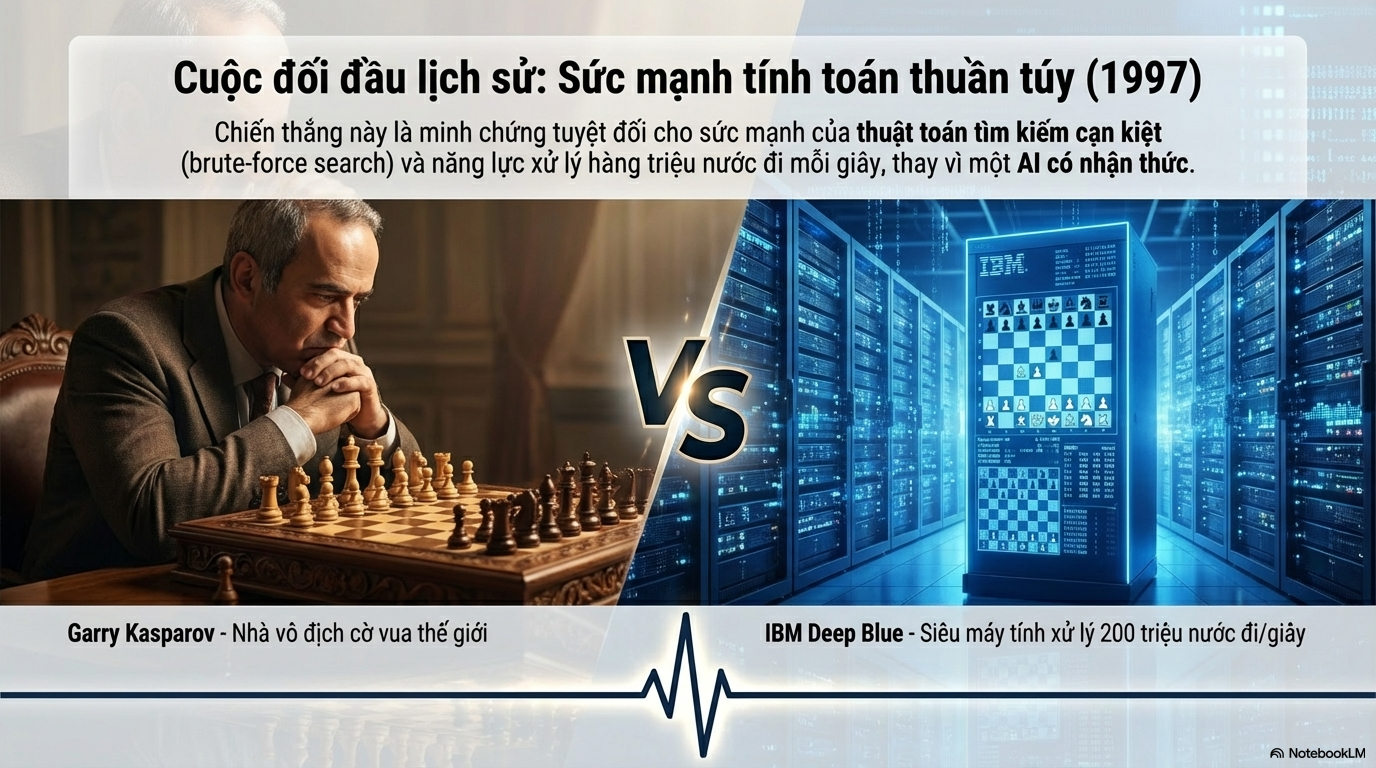 Cuộc đối đầu lịch sử: Sức mạnh tính toán thuần túy (1997)
Chiến thắng này là minh chứng tuyệt đối cho sức mạnh của thuật toán tìm kiếm cạn kiệt
(brute-force search) và năng lực xử lý hàng triệu nước đi mỗi giây, thay vì một AI có nhận thức.
IBM
VS
Garry Kasparov - Nhà vô địch cờ vua thế giới
IBM Deep Blue - Siêu máy tính xử lý 200 triệu nước đi/giây
NotebookLM